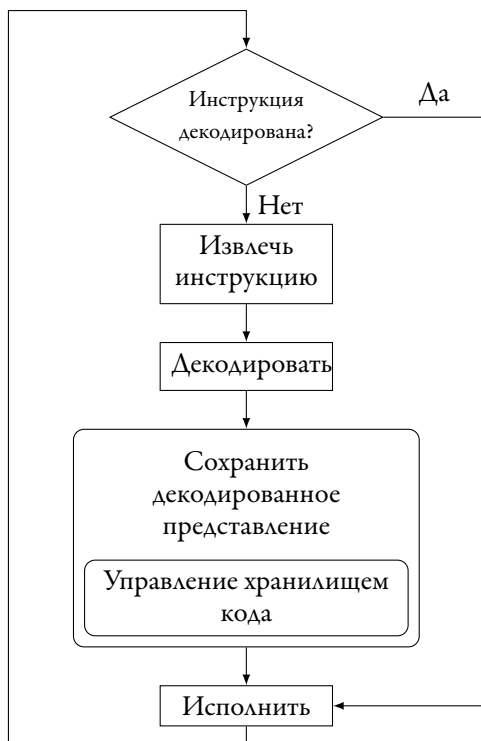 Инструкция
декодирована?
Да
Нет
Извлечь
инструкцию
Декодировать
Сохранить
декодированное
представление
Управление хранилищем
кода
Исполнить